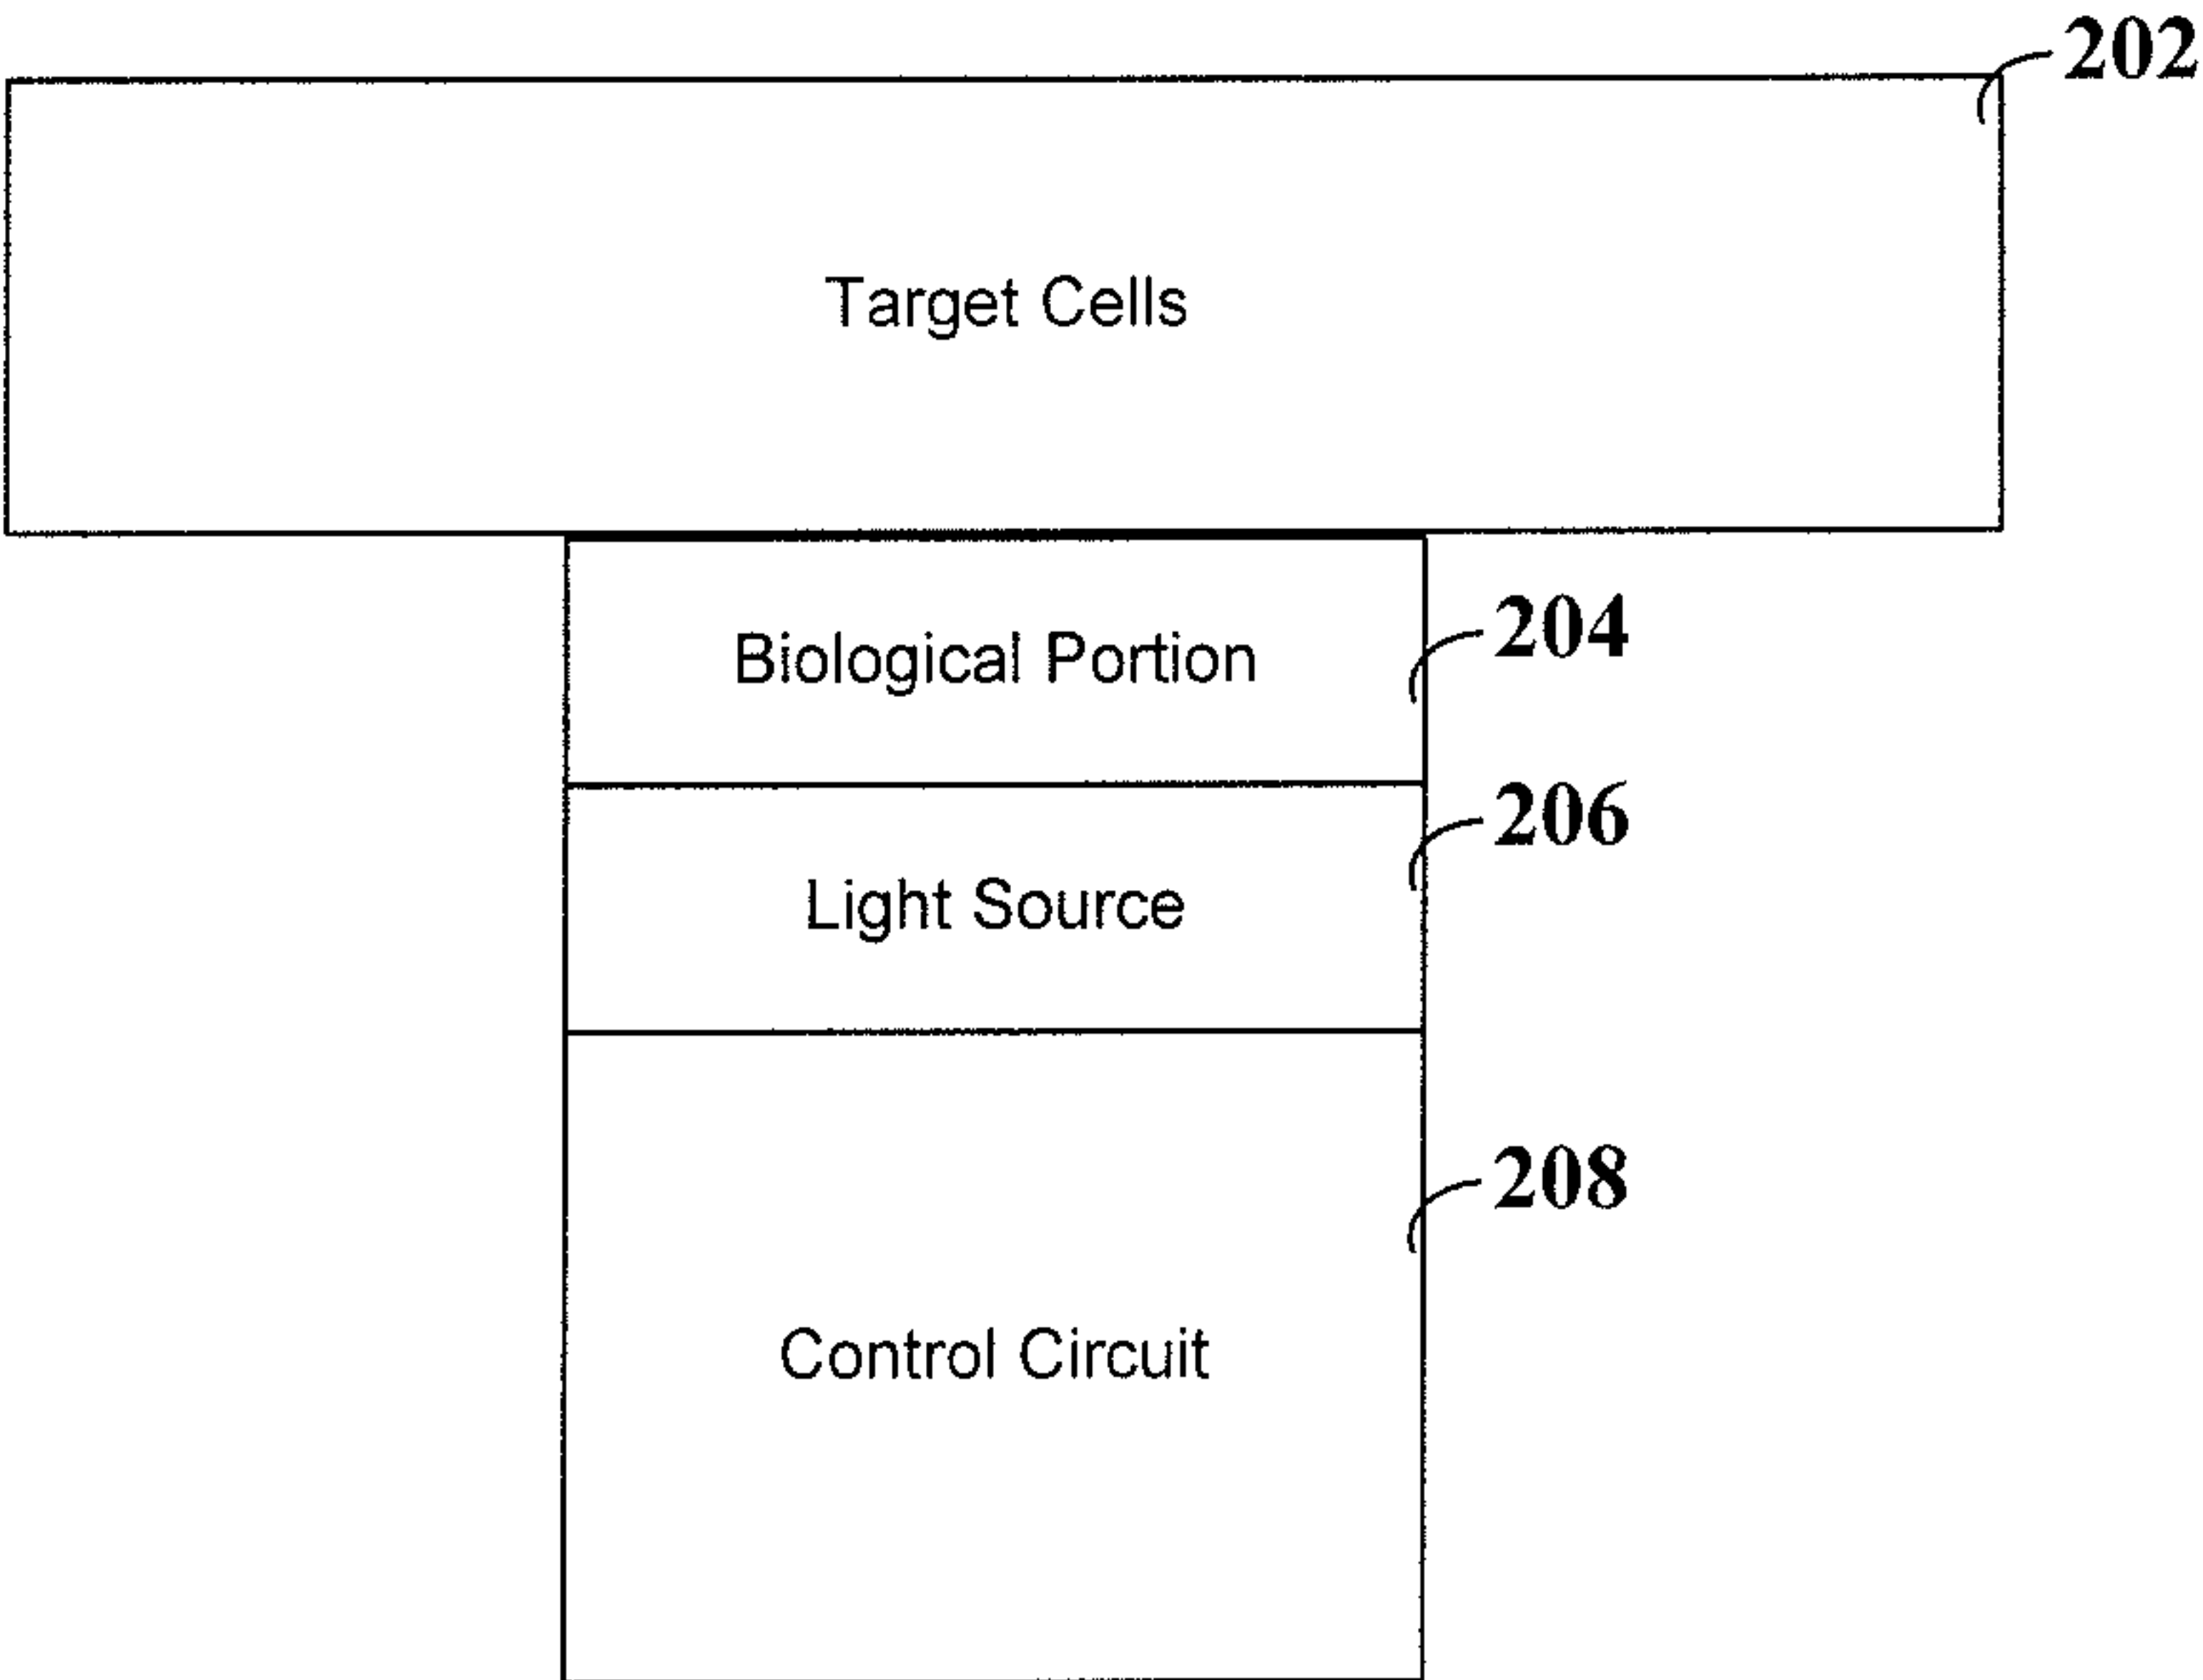 202
Target Cells
Biological Portion
204
206
Light Source
208
Control Circuit